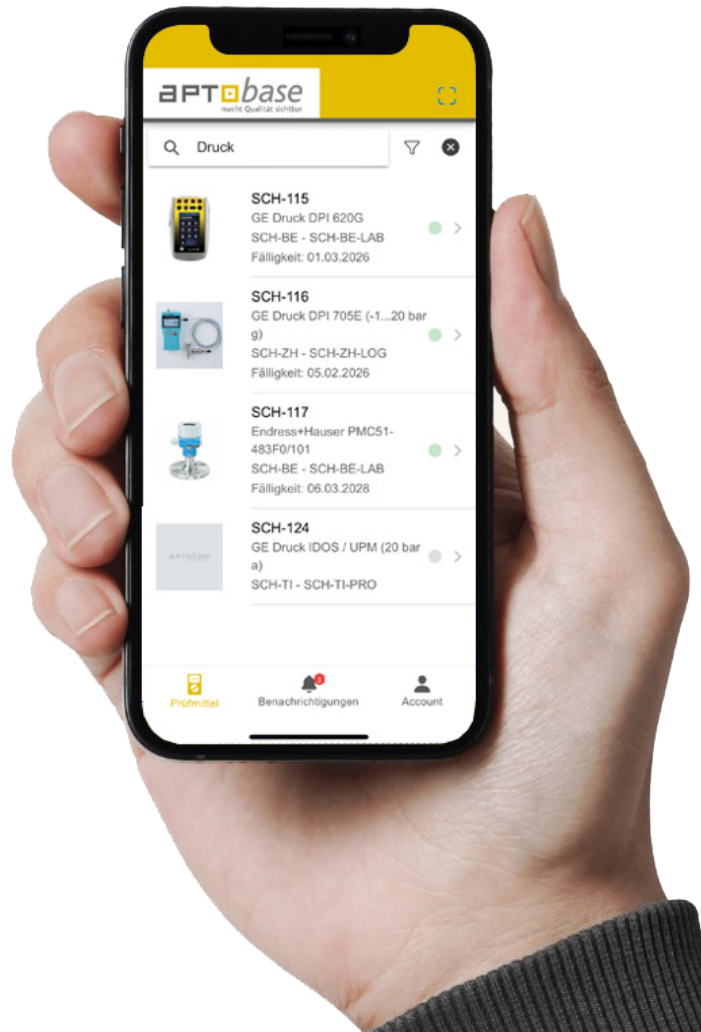 aPTobase
macht Qualität sichtbar
Druck
SCH-115
GE Druck DPI 620G
SCH-BE - SCH-BE-LAB
Fälligkeit: 01.03.2026
SCH-116
GE Druck DPI 705E (-1...20 bar
g)
SCH-ZH - SCH-ZH-LOG
Fälligkeit: 05.02.2026
SCH-117
Endress+Hauser PMC51-
483F0/101
SCH-BE - SCH-BE-LAB
Fälligkeit: 06.03.2028
SCH-124
aPTobase
GE Druck IDOS / UPM (20 bar
a)
SCH-TI - SCH-TI-PRO
3
Prüfmittel
Benachrichtigungen
Account